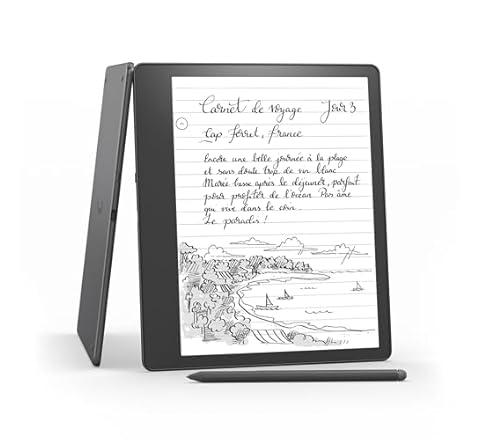 Carnet de voyage Jour 3
Cap Ferret, France
Encore une belle journée à la plage
et sans doute trop de vin blanc
Marée basse après le déjeuner, parfait
pour profiter de l'océan Pas âme
qui vive dans le coin.
Le paradis !